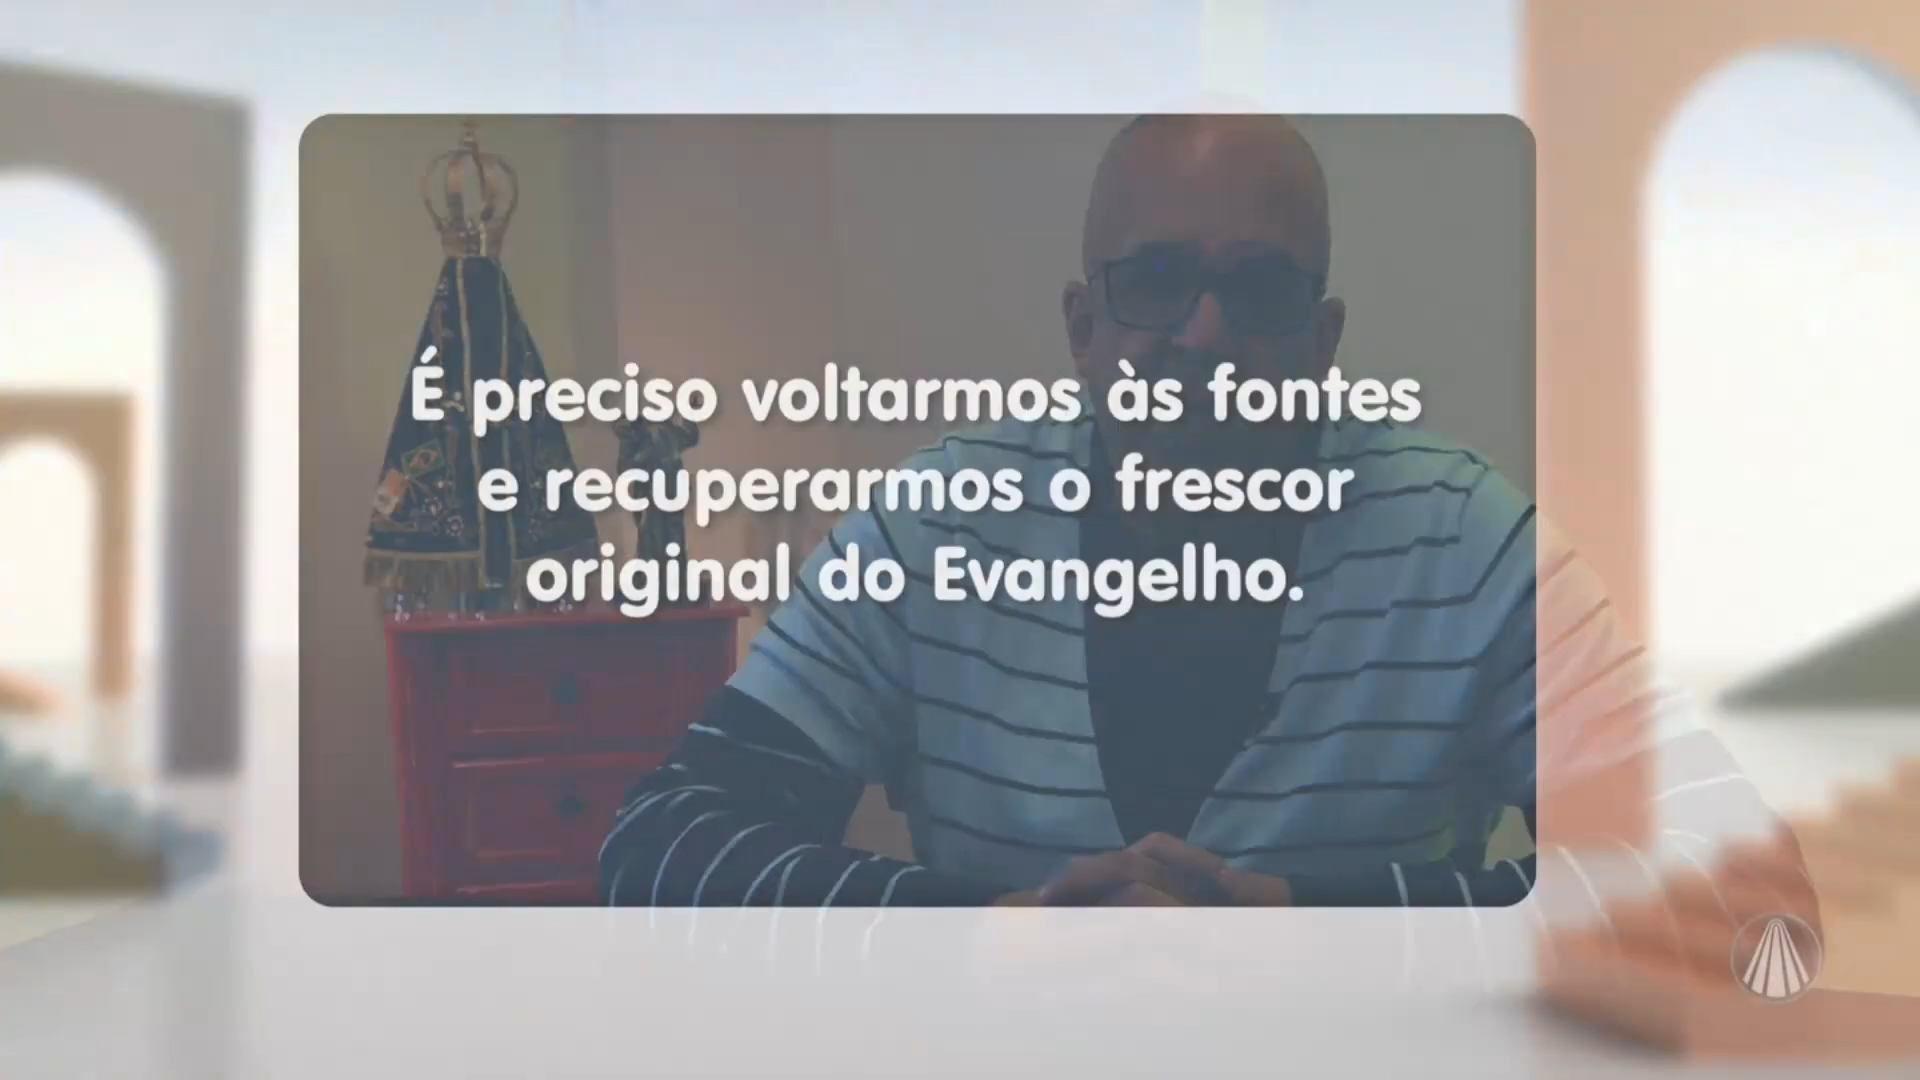 É preciso voltarmos às fontes
e recuperarmos o frescor
original do Evangelho.